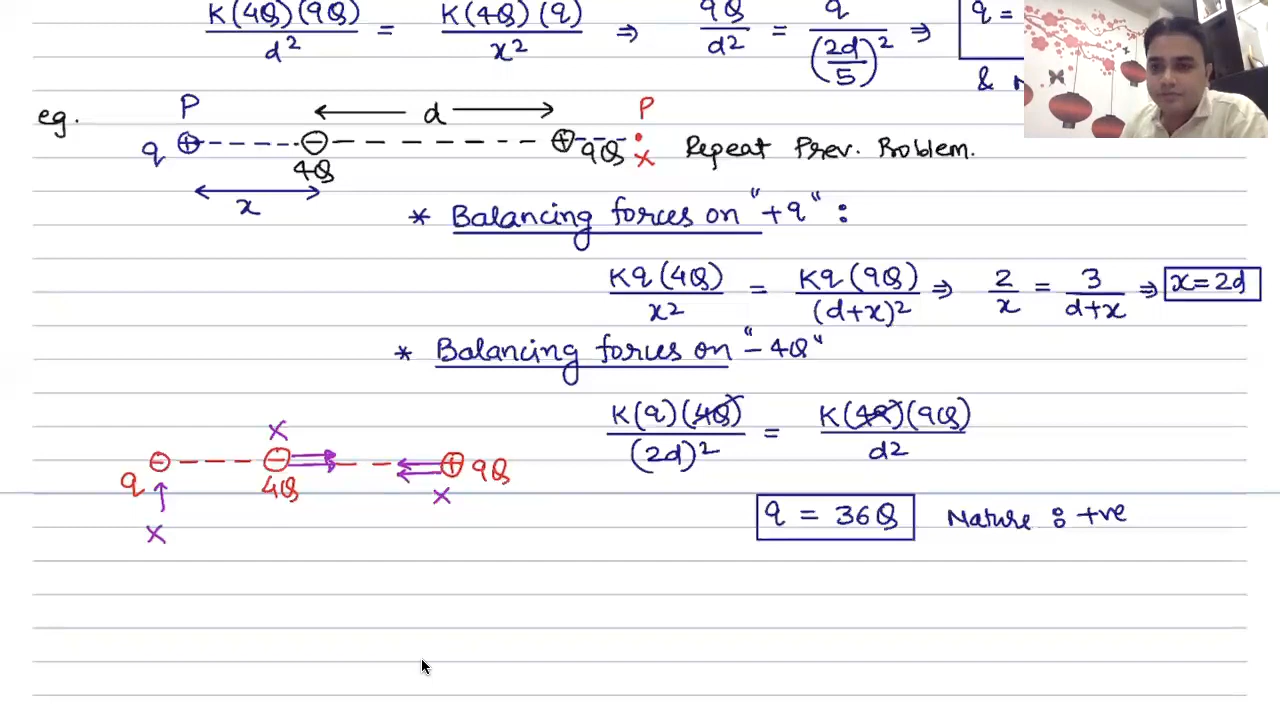 K(4Q)(9Q)/d² = K(4Q)(q)/x² ⇒ 9Q/d² = q/(2d/5)² ⇒ q =
&
eg. P d P
q ⊕ ⊖ ⊕ 9Q x Repeat Prev. Problem.
4Q
x
* Balancing forces on "+q" :
Kq(4Q)/x² = Kq(9Q)/(d+x)² ⇒ 2/x = 3/(d+x) ⇒ x=2d
* Balancing forces on "-4Q"
K(q)(4Q)/(2d)² = K(4Q)(9Q)/d²
x
q ⊖ ⊖ ⊕ 9Q
4Q x
x
q = 36Q Nature : +ve